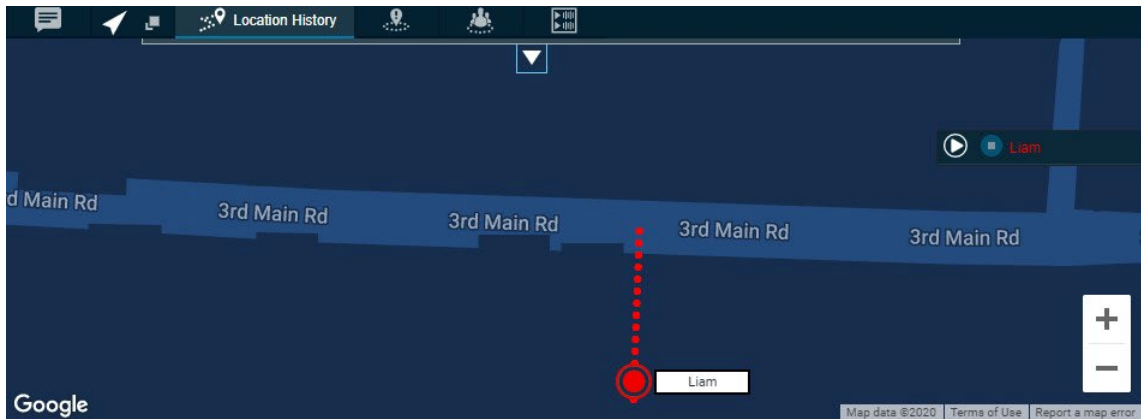 Location History
Liam
d Main Rd
3rd Main Rd
3rd Main Rd
3rd Main Rd
3rd Main Rd
Liam
Google
Map data ©2020
Terms of Use
Report a map error